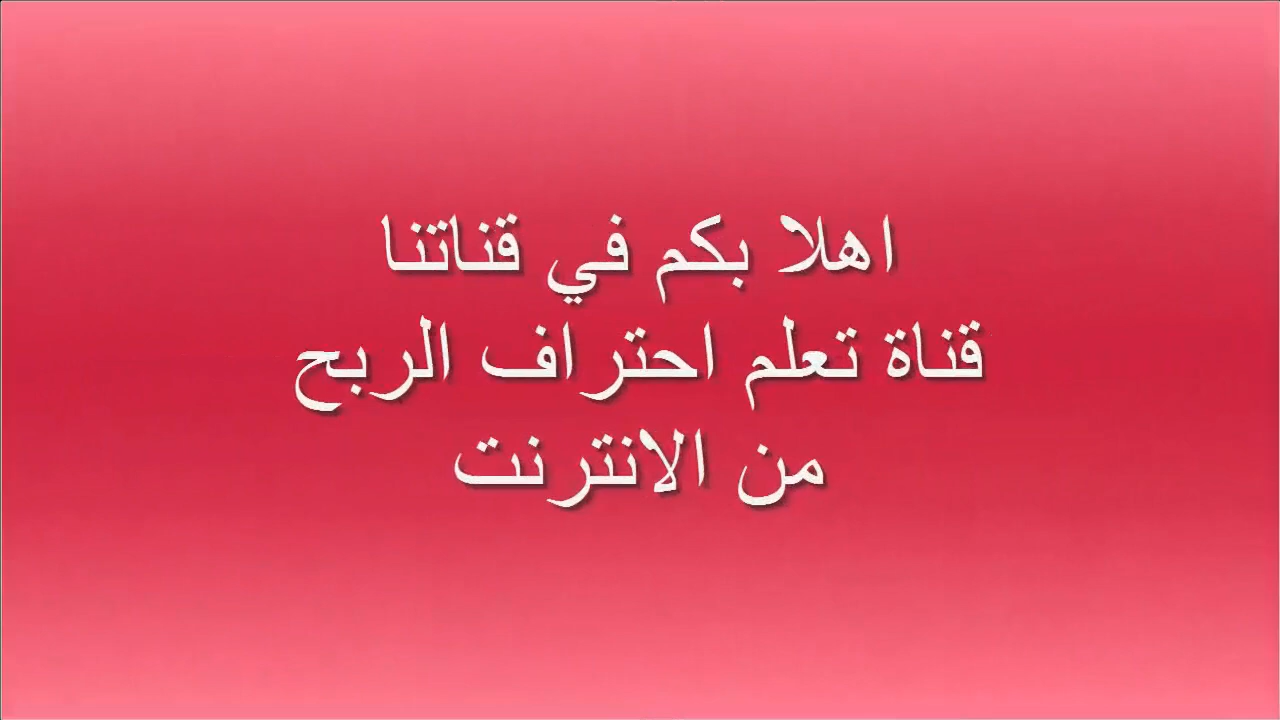 اهلا بكم في قناتنا
قناة تعلم احتراف الربح
من الانترنت